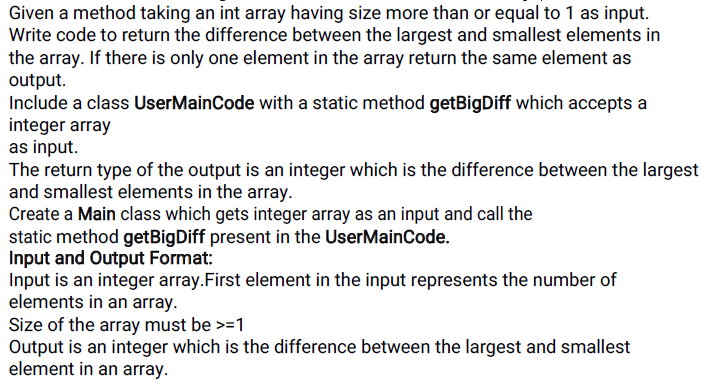 Given a method taking an int array having size more than or equal to 1 as input.
Write code to return the difference between the largest and smallest elements in
the array. If there is only one element in the array return the same element as
output.
Include a class UserMainCode with a static method getBigDiff which accepts a
integer array
as input.
The return type of the output is an integer which is the difference between the largest
and smallest elements in the array.
Create a Main class which gets integer array as an input and call the
static method getBigDiff present in the UserMainCode.
Input and Output Format:
Input is an integer array.First element in the input represents the number of
elements in an array.
Size of the array must be >=1
Output is an integer which is the difference between the largest and smallest
element in an array.